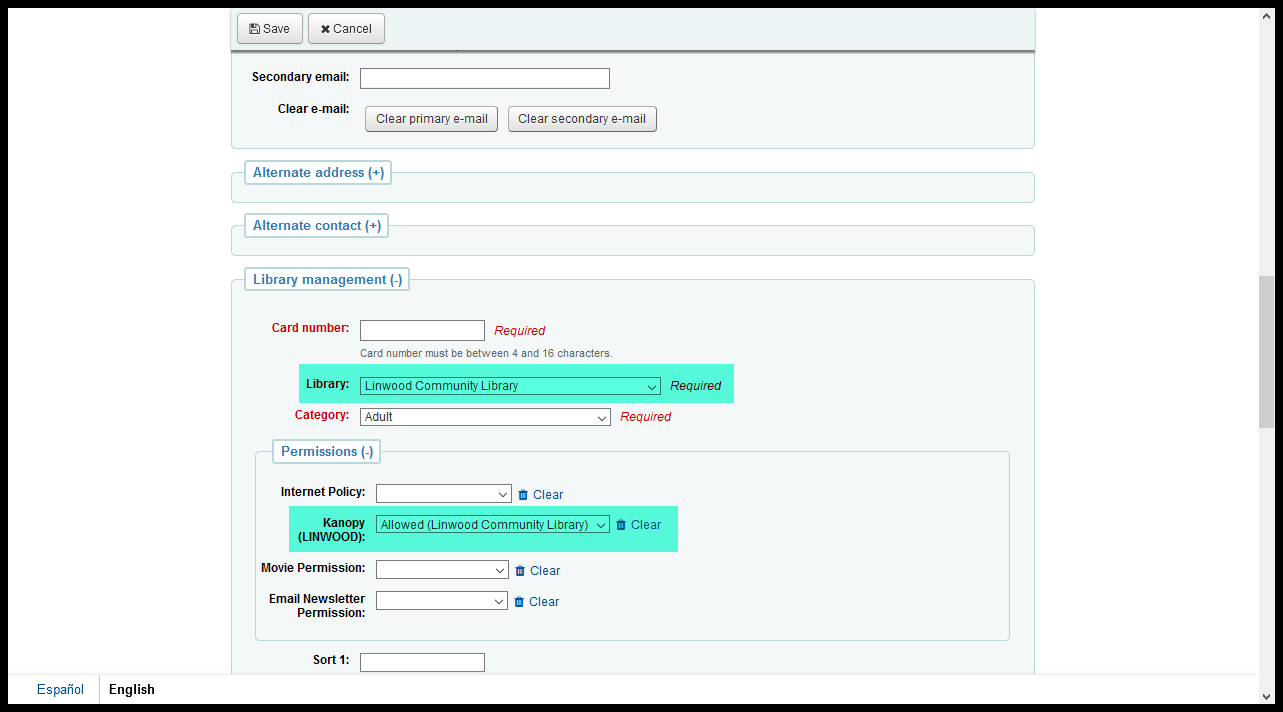 Save Cancel
Secondary email:
Clear e-mail: Clear primary e-mail Clear secondary e-mail
Alternate address (+)
Alternate contact (+)
Library management (-)
Card number: Required
Card number must be between 4 and 16 characters.
Library: Linwood Community Library Required
Category: Adult Required
Permissions (-)
Internet Policy: Clear
Kanopy
(LINWOOD): Allowed (Linwood Community Library) Clear
Movie Permission: Clear
Email Newsletter
Permission: Clear
Sort 1:
Español English